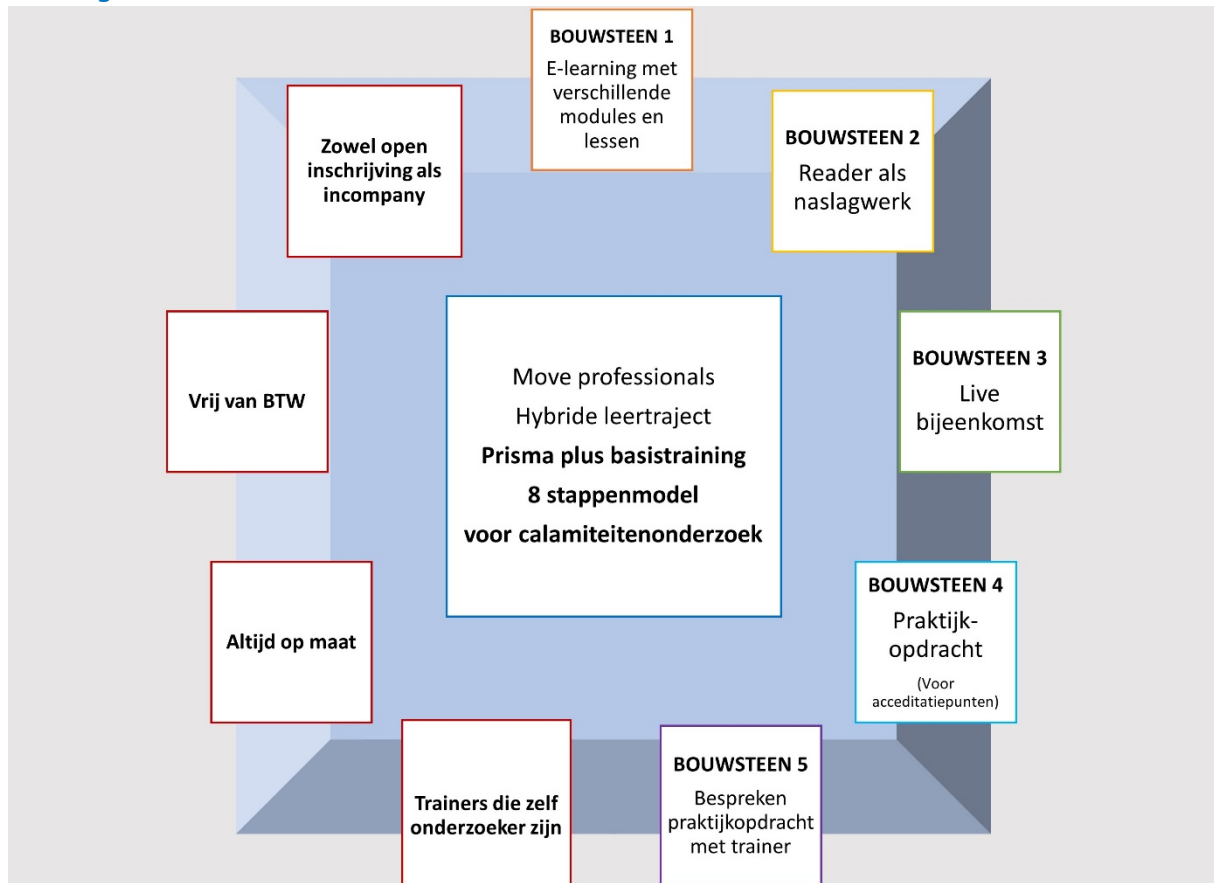 BOUWSTEEN 1
E-learning met
verschillende
modules en
lessen
BOUWSTEEN 2
Reader als
naslagwerk
BOUWSTEEN 3
Live
bijeenkomst
BOUWSTEEN 4
Praktijk-
opdracht
(Voor
acceditatiepunten)
BOUWSTEEN 5
Bespreken
praktijkopdracht
met trainer
Trainers die zelf
onderzoeker zijn
Altijd op maat
Vrij van BTW
Zowel open
inschrijving als
incompany
Move professionals
Hybride leertraject
Prisma plus basistraining
8 stappenmodel
voor calamiteitenonderzoek